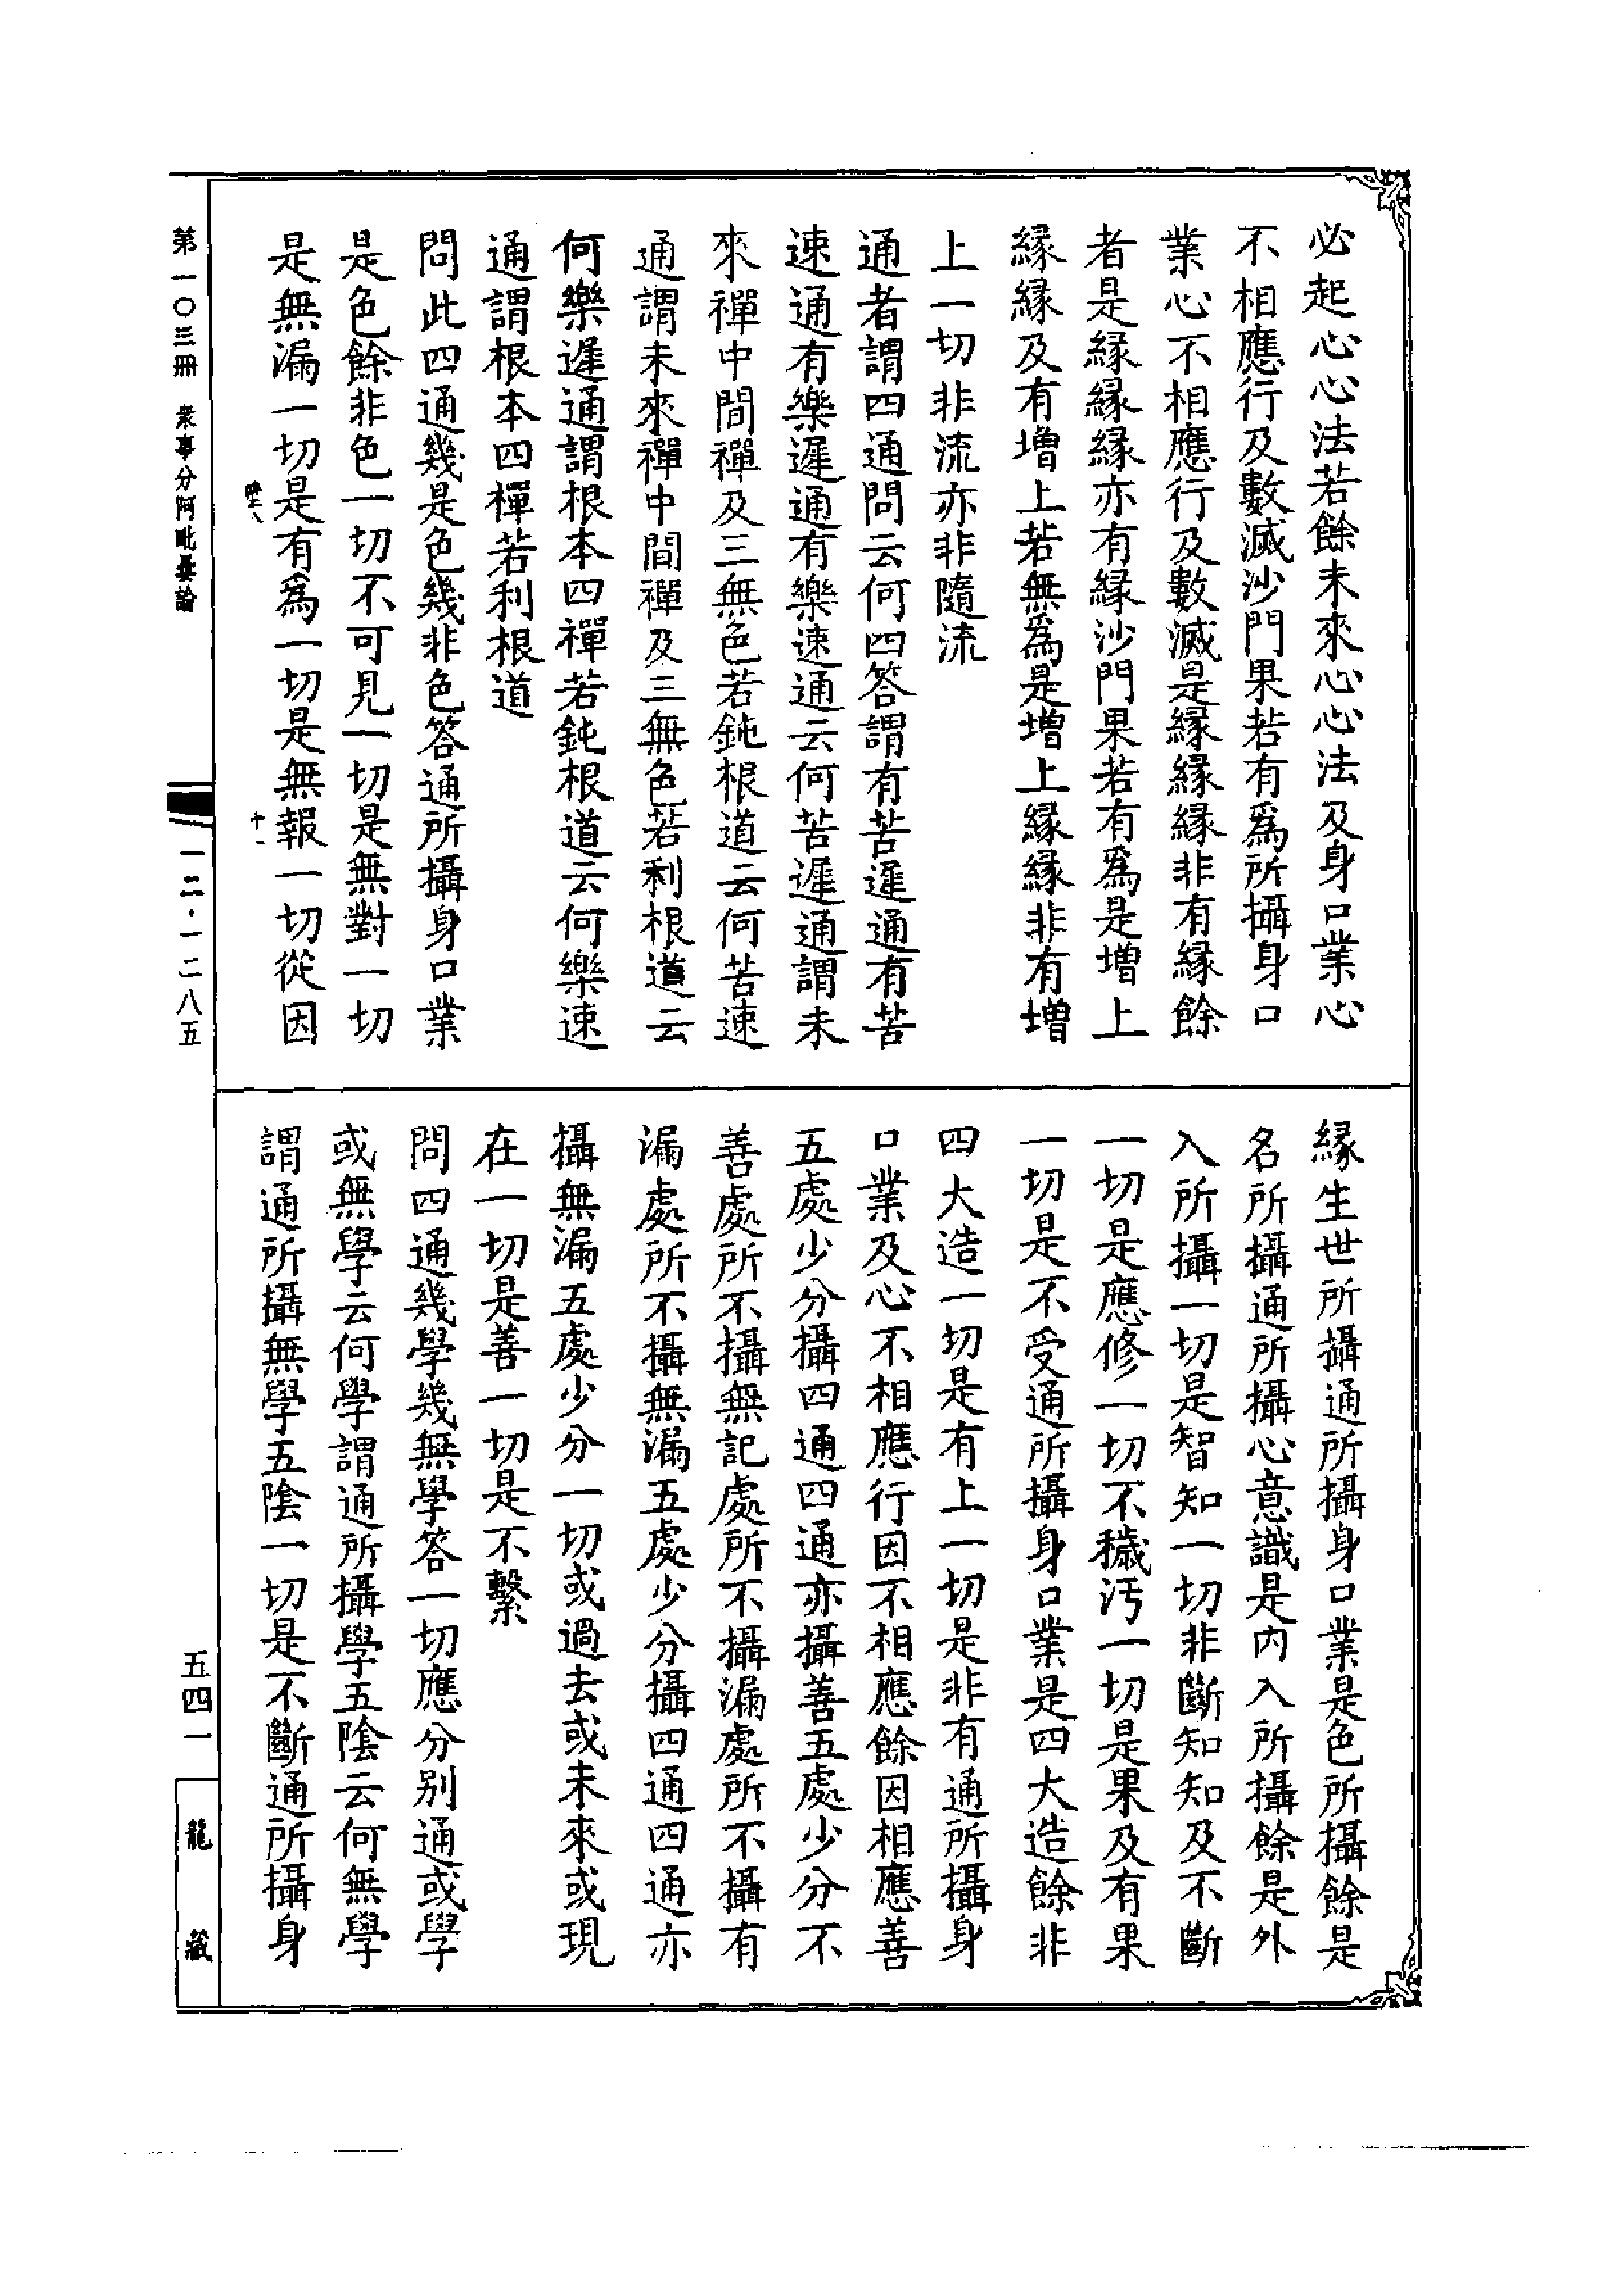 必起心心法若餘未來心心法及身口業心
不相應行及數滅沙門果若有爲所攝身口
業心不相應行及數滅是縁縁縁非有縁餘
者是縁縁縁亦有縁沙門果若有爲是增上
縁縁及有增上若無爲是增上縁縁非有增
上一切非流亦非隨流
通者謂四通問云何四答謂有苦遲通有苦
速通有樂遲通有樂速通云何苦遲通謂未
來禪中間禪及三無色若鈍根道云何苦速
通謂未來禪中間禪及三無色若利根道云
何樂遲通謂根本四禪若鈍根道云何樂速
通謂根本四禪若利根道
問此四通幾是色幾非色答通所攝身口業
是色餘非色一切不可見一切是無對一切
是無漏一切是有爲一切是無報一切從因
縁生世所攝通所攝身口業是色所攝餘是
名所攝通所攝心意識是内入所攝餘是外
入所攝一切是智知一切非斷知知及不斷
一切是應修一切不穢汚一切是果及有果
一切是不受通所攝身口業是四大造餘非
四大造一切是有上一切是非有通所攝身
口業及心不相應行因不相應餘因相應善
五處少分攝四通四通亦攝善五處少分不
善處所不攝無記處所不攝漏處所不攝有
漏處所不攝無漏五處少分攝四通四通亦
攝無漏五處少分一切或過去或未來或現
在一切是善一切是不繫
問四通幾學幾無學答一切應分别通或學
或無學云何學謂通所攝學五陰云何無學
謂通所攝無學五陰一切是不斷通所攝身
十一
第一〇三冊 衆事分阿毗曇論
一二·一二八五
五四一
龍藏